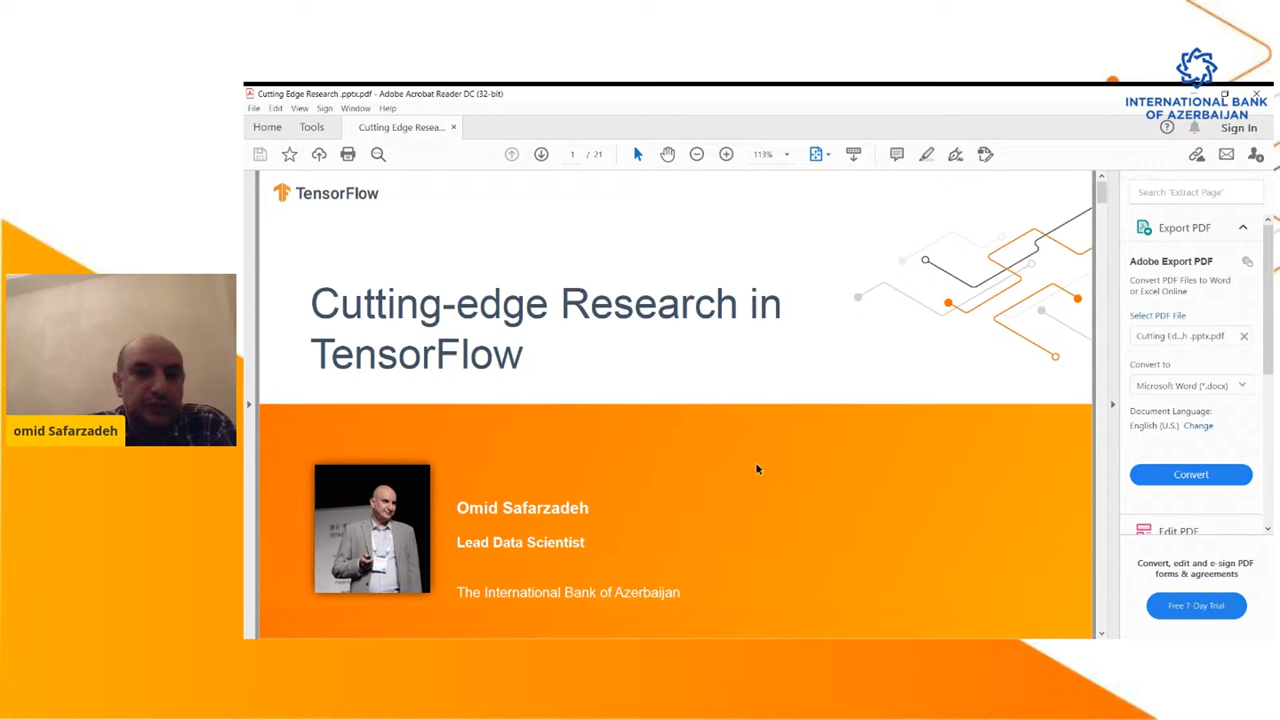 INTERNATIONAL BANK
OF AZERBAIJAN
Cutting Edge Research .pptx.pdf - Adobe Acrobat Reader DC (32-bit)
File Edit View Sign Window Help
Home Tools Cutting Edge Resea... ×
Sign In
1 / 21 113%
TensorFlow
Cutting-edge Research in
TensorFlow
Omid Safarzadeh
Lead Data Scientist
The International Bank of Azerbaijan
omid Safarzadeh
Search 'Extract Page'
Export PDF
Adobe Export PDF
Convert PDF Files to Word
or Excel Online
Select PDF File
Cutting Ed...h .pptx.pdf
Convert to
Microsoft Word (*.docx)
Document Language:
English (U.S.) Change
Convert
Edit PDF
Convert, edit and e-sign PDF
forms & agreements
Free 7-Day Trial